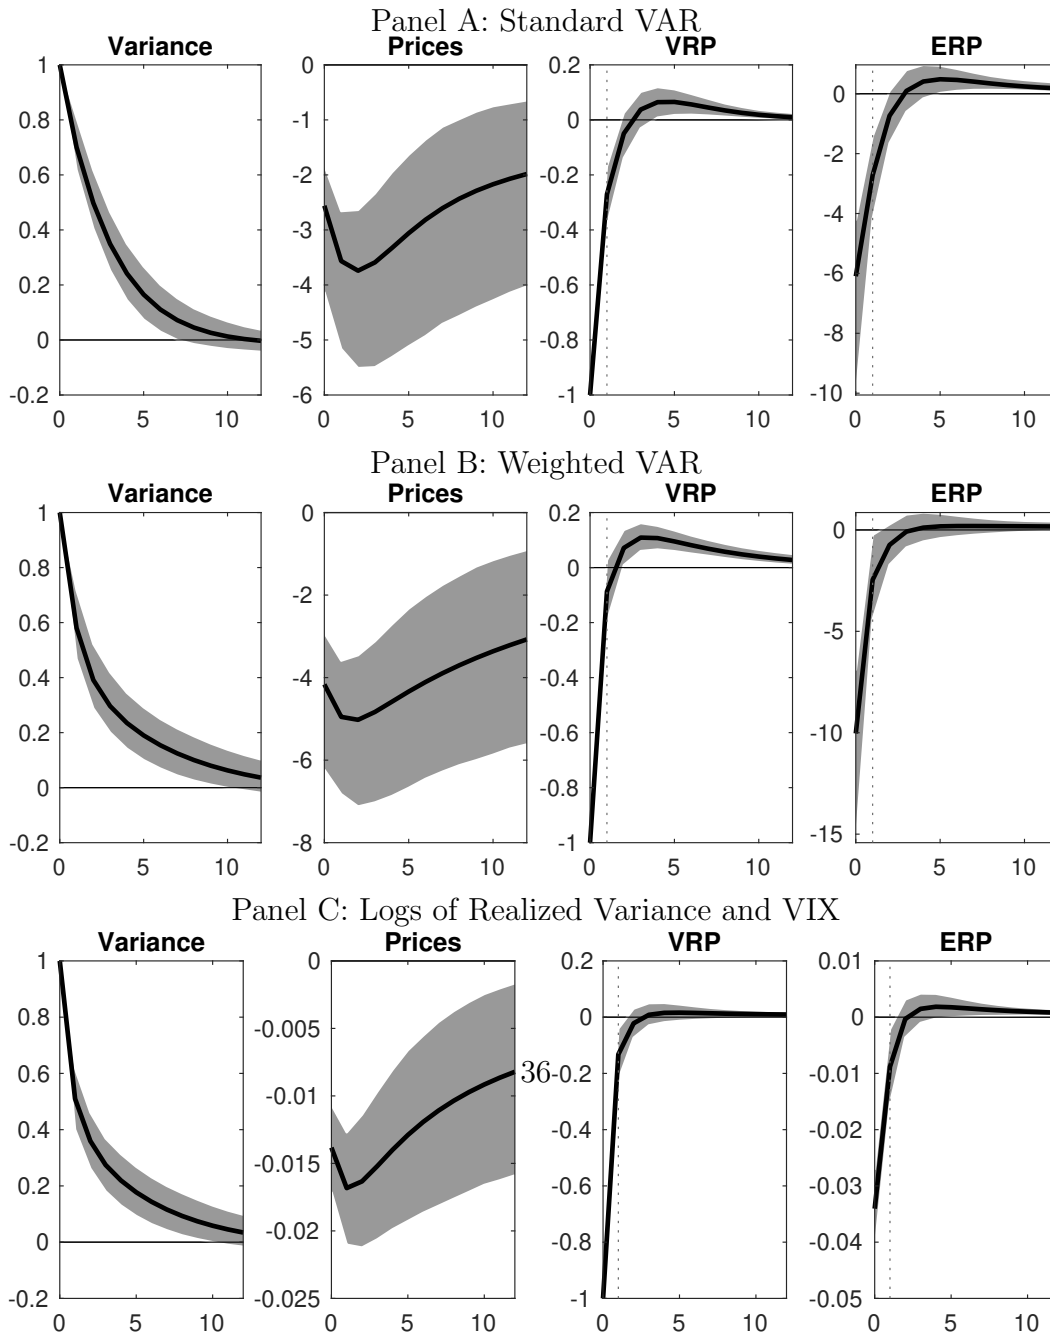 Panel A: Standard VAR
Variance Prices VRP ERP
1 0 0.2 0
0.8 -1 0 -2
0.6 -2 -0.2 -4
0.4 -3 -0.4 -6
0.2 -4 -0.6 -8
0 -5 -0.8 -10
-0.2 -6 -1
0 5 10 0 5 10 0 5 10 0 5 10
Panel B: Weighted VAR
Variance Prices VRP ERP
1 0 0.2 0
0.8 -2 0 -5
0.6 -4 -0.2 -10
0.4 -6 -0.4 -15
0.2 -8 -0.6
0 -0.8
-0.2 -1
0 5 10 0 5 10 0 5 10 0 5 10
Panel C: Logs of Realized Variance and VIX
Variance Prices VRP ERP
1 0 0.2 0.01
0.8 -0.005 0 0
0.6 -0.01 36 -0.2 -0.01
0.4 -0.015 -0.4 -0.02
0.2 -0.02 -0.6 -0.03
0 -0.025 -0.8 -0.04
-0.2 -1 -0.05
0 5 10 0 5 10 0 5 10 0 5 10